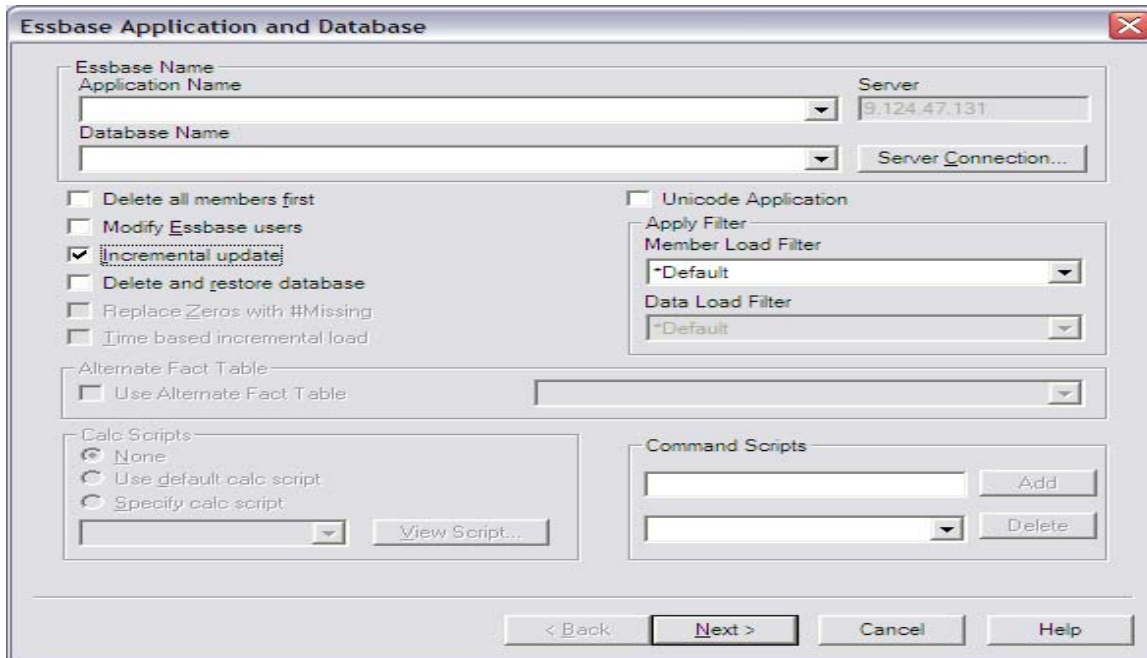 Essbase Application and Database
Essbase Name
Application Name
Server
9.124.47.131
Database Name
Server Connection...
Delete all members first
Unicode Application
Modify Essbase users
Apply Filter
Member Load Filter
Incremental update
*Default
Delete and restore database
Data Load Filter
Replace Zeros with #Missing
*Default
Time based incremental load
Alternate Fact Table
Use Alternate Fact Table
Calc Scripts
None
Use default calc script
Specify calc script
View Script...
Command Scripts
Add
Delete
< Back
Next >
Cancel
Help